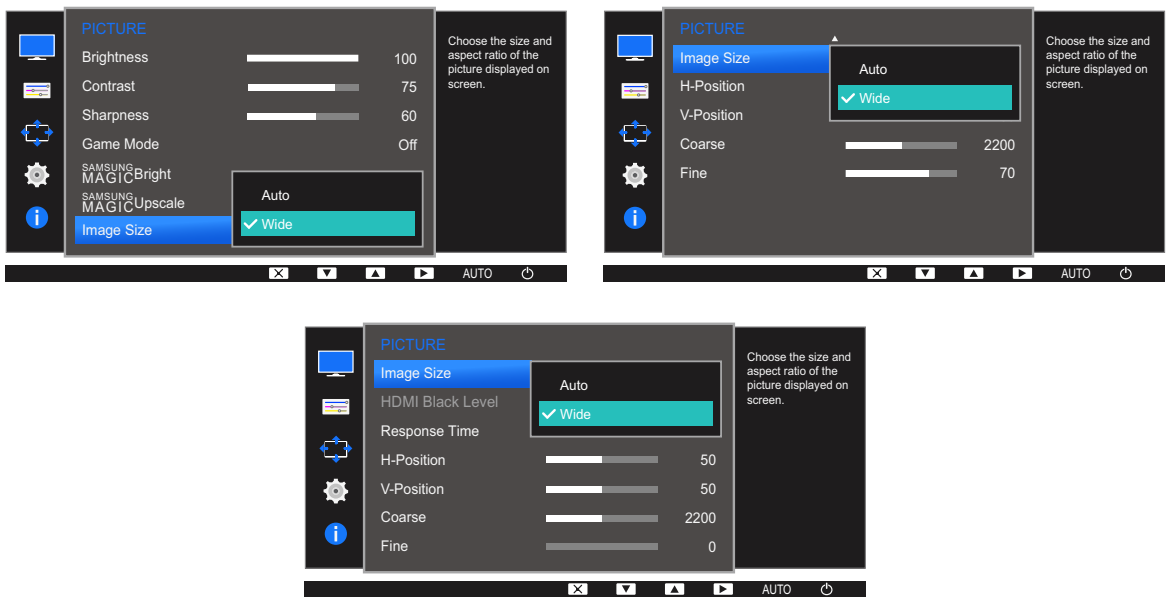 PICTURE
Brightness 100
Contrast 75
Sharpness 60
Game Mode Off
SAMSUNG
MAGICBright
SAMSUNG
MAGICUpscale
Image Size
Auto
Wide
Choose the size and
aspect ratio of the
picture displayed on
screen.
AUTO
PICTURE
Image Size
H-Position
V-Position
Coarse 2200
Fine 70
Auto
Wide
Choose the size and
aspect ratio of the
picture displayed on
screen.
AUTO
PICTURE
Image Size
HDMI Black Level
Response Time
H-Position 50
V-Position 50
Coarse 2200
Fine 0
Auto
Wide
Choose the size and
aspect ratio of the
picture displayed on
screen.
AUTO